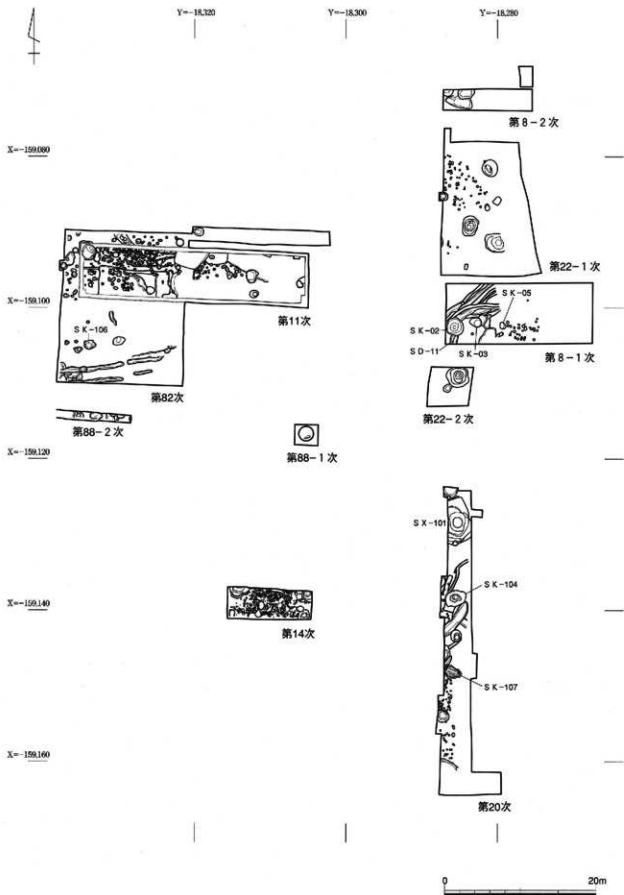 Y=-18,320
Y=-18,300
Y=-18,280
第8-2次
X=-159,080
第22-1次
X=-159,100
第11次
SK-05
SK-02
SD-11
SK-03
第8-1次
SK-106
第82次
第22-2次
第88-2次
第88-1次
X=-159,120
SX-101
SK-104
X=-159,140
第14次
SK-107
X=-159,160
第20次
0
20m